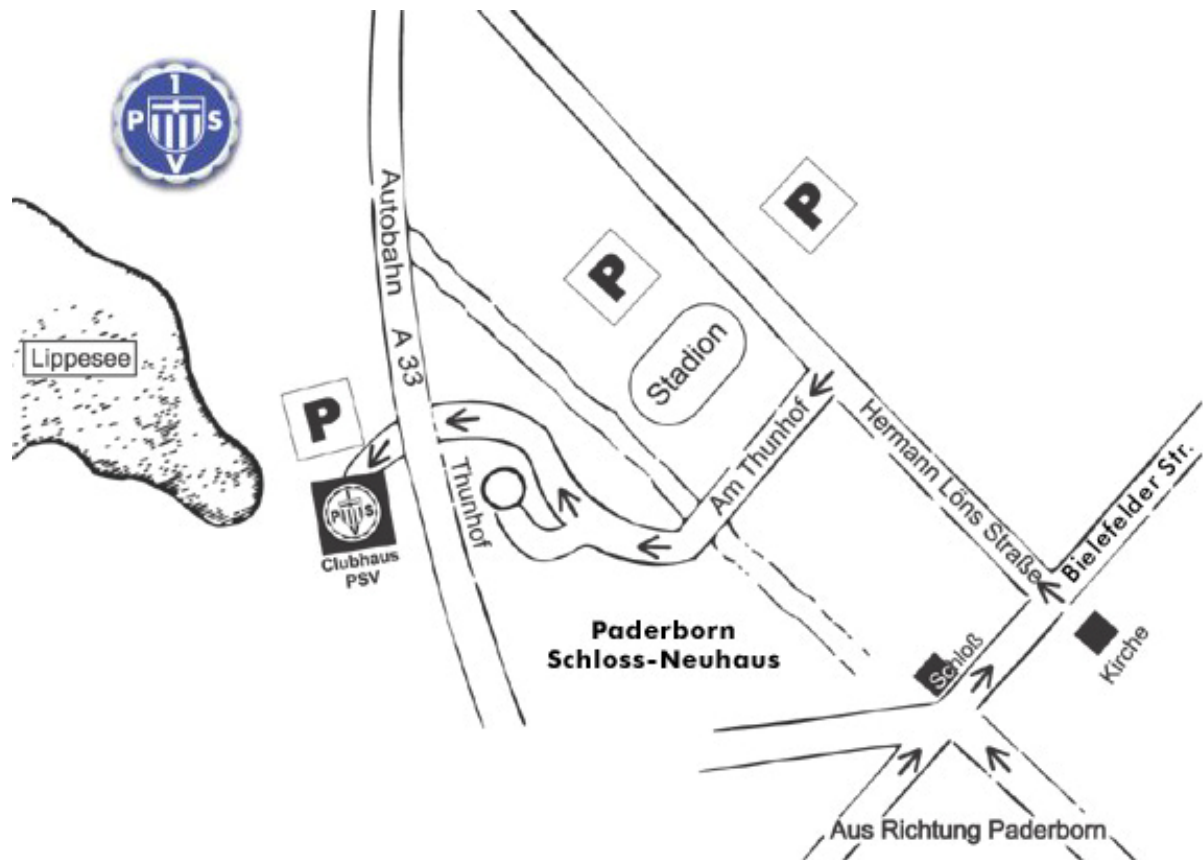 1
P S
V
Autobahn A 33
P
P
Lippesee
Stadion
P
Hermann Löns Straße
Am Thunhof
Bielefelder Str.
Thunhof
P S
Clubhaus
PSV
Paderborn
Schloss-Neuhaus
Schloß
Kirche
Aus Richtung Paderborn